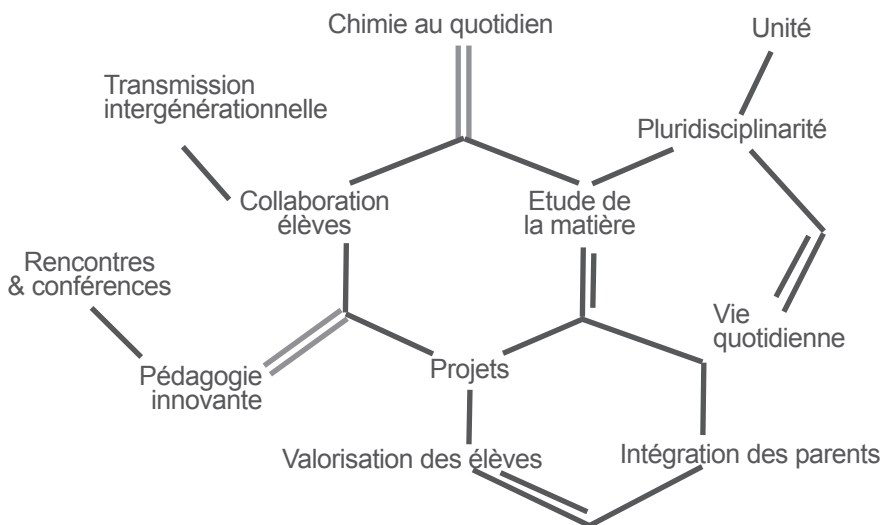 Chimie au quotidien
Unité
Transmission
intergénérationnelle
Pluridisciplinarité
Collaboration
élèves
Etude de
la matière
Rencontres
& conférences
Vie
quotidienne
Pédagogie
innovante
Projets
Valorisation des élèves
Intégration des parents